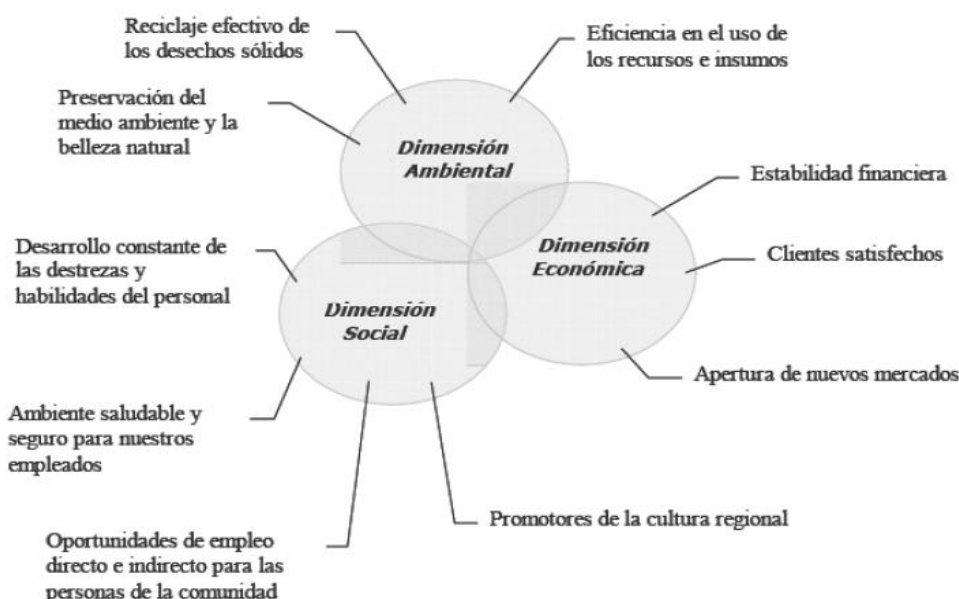 Reciclaje efectivo de
los desechos sólidos
Eficiencia en el uso de
los recursos e insumos
Preservación del
medio ambiente y la
belleza natural
Dimensión
Ambiental
Estabilidad financiera
Desarrollo constante de
las destrezas y
habilidades del personal
Dimensión
Económica
Clientes satisfechos
Dimensión
Social
Apertura de nuevos mercados
Ambiente saludable y
seguro para nuestros
empleados
Promotores de la cultura regional
Oportunidades de empleo
directo e indirecto para las
personas de la comunidad